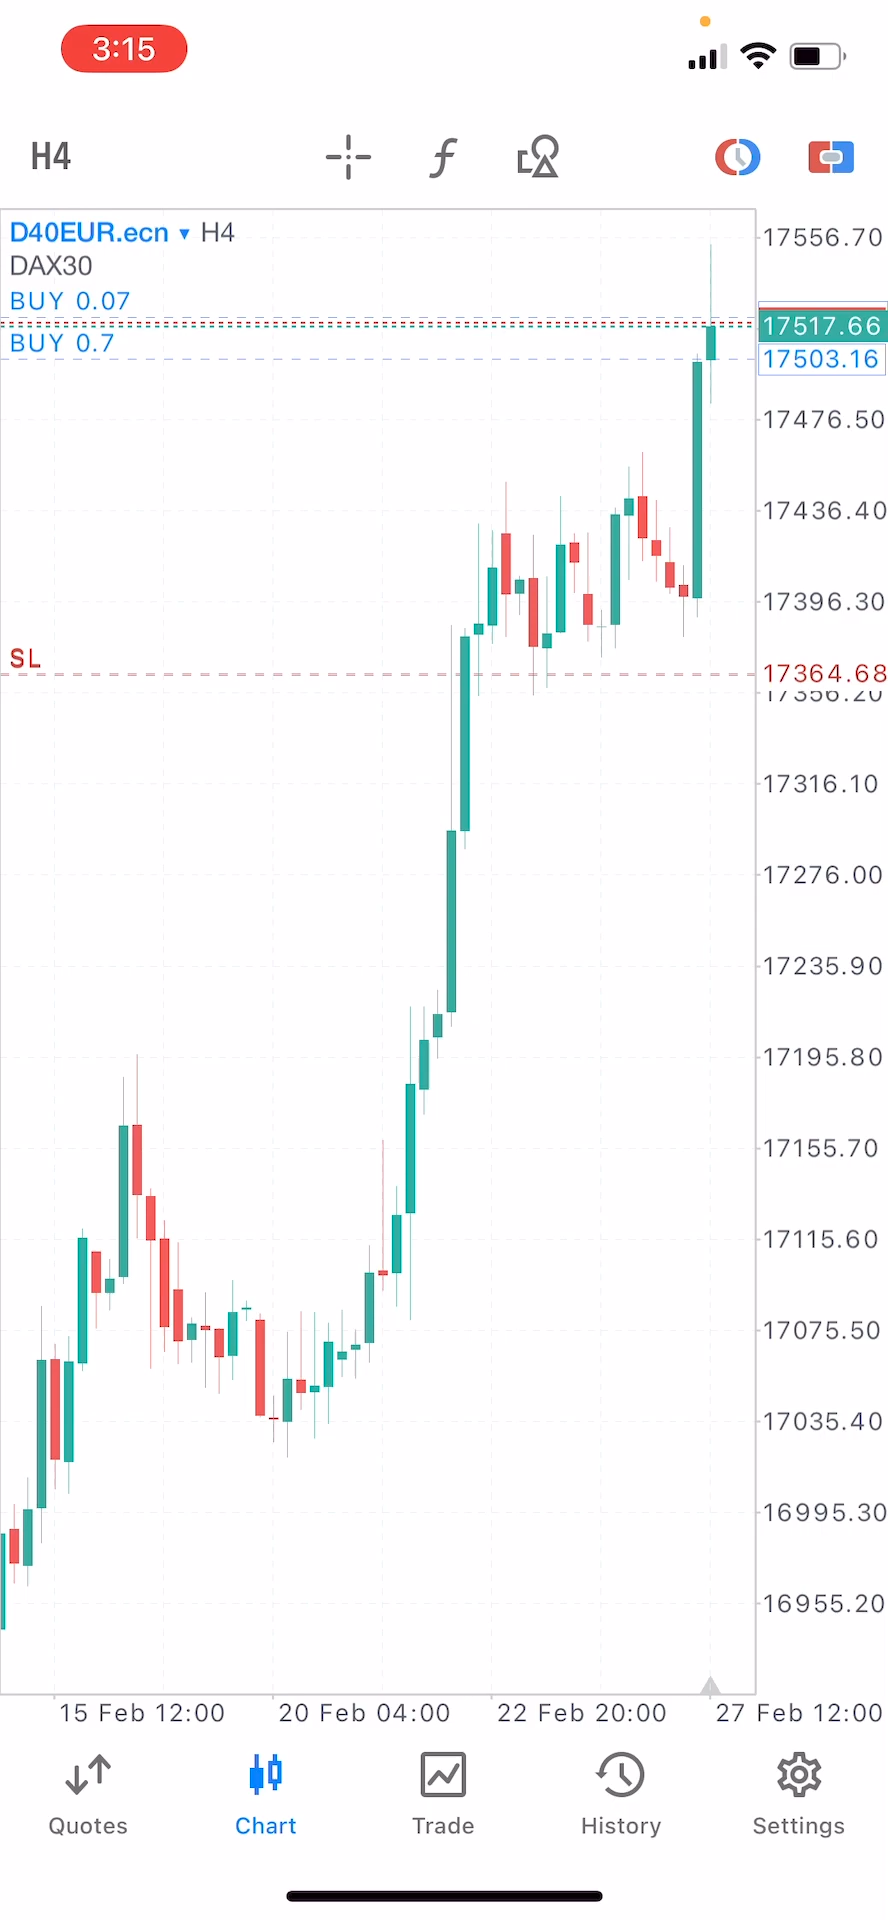 3:15
H4
D40EUR.ecn ▾ H4
DAX30
BUY 0.07
BUY 0.7
SL
17556.70
17517.66
17503.16
17476.50
17436.40
17396.30
17364.68
17356.20
17316.10
17276.00
17235.90
17195.80
17155.70
17115.60
17075.50
17035.40
16995.30
16955.20
15 Feb 12:00 20 Feb 04:00 22 Feb 20:00 27 Feb 12:00
Quotes Chart Trade History Settings